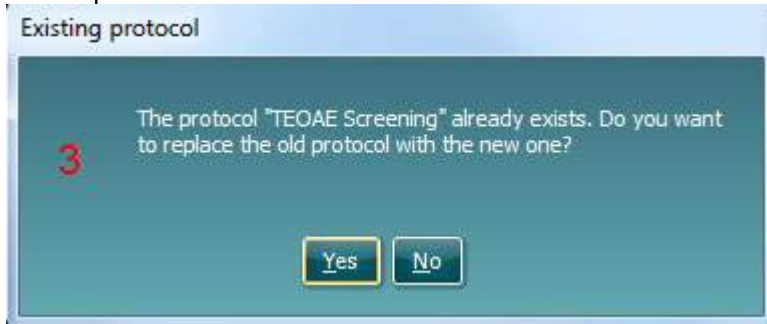 Existing protocol
The protocol "TEOAE Screening" already exists. Do you want
to replace the old protocol with the new one?
3
Yes
No